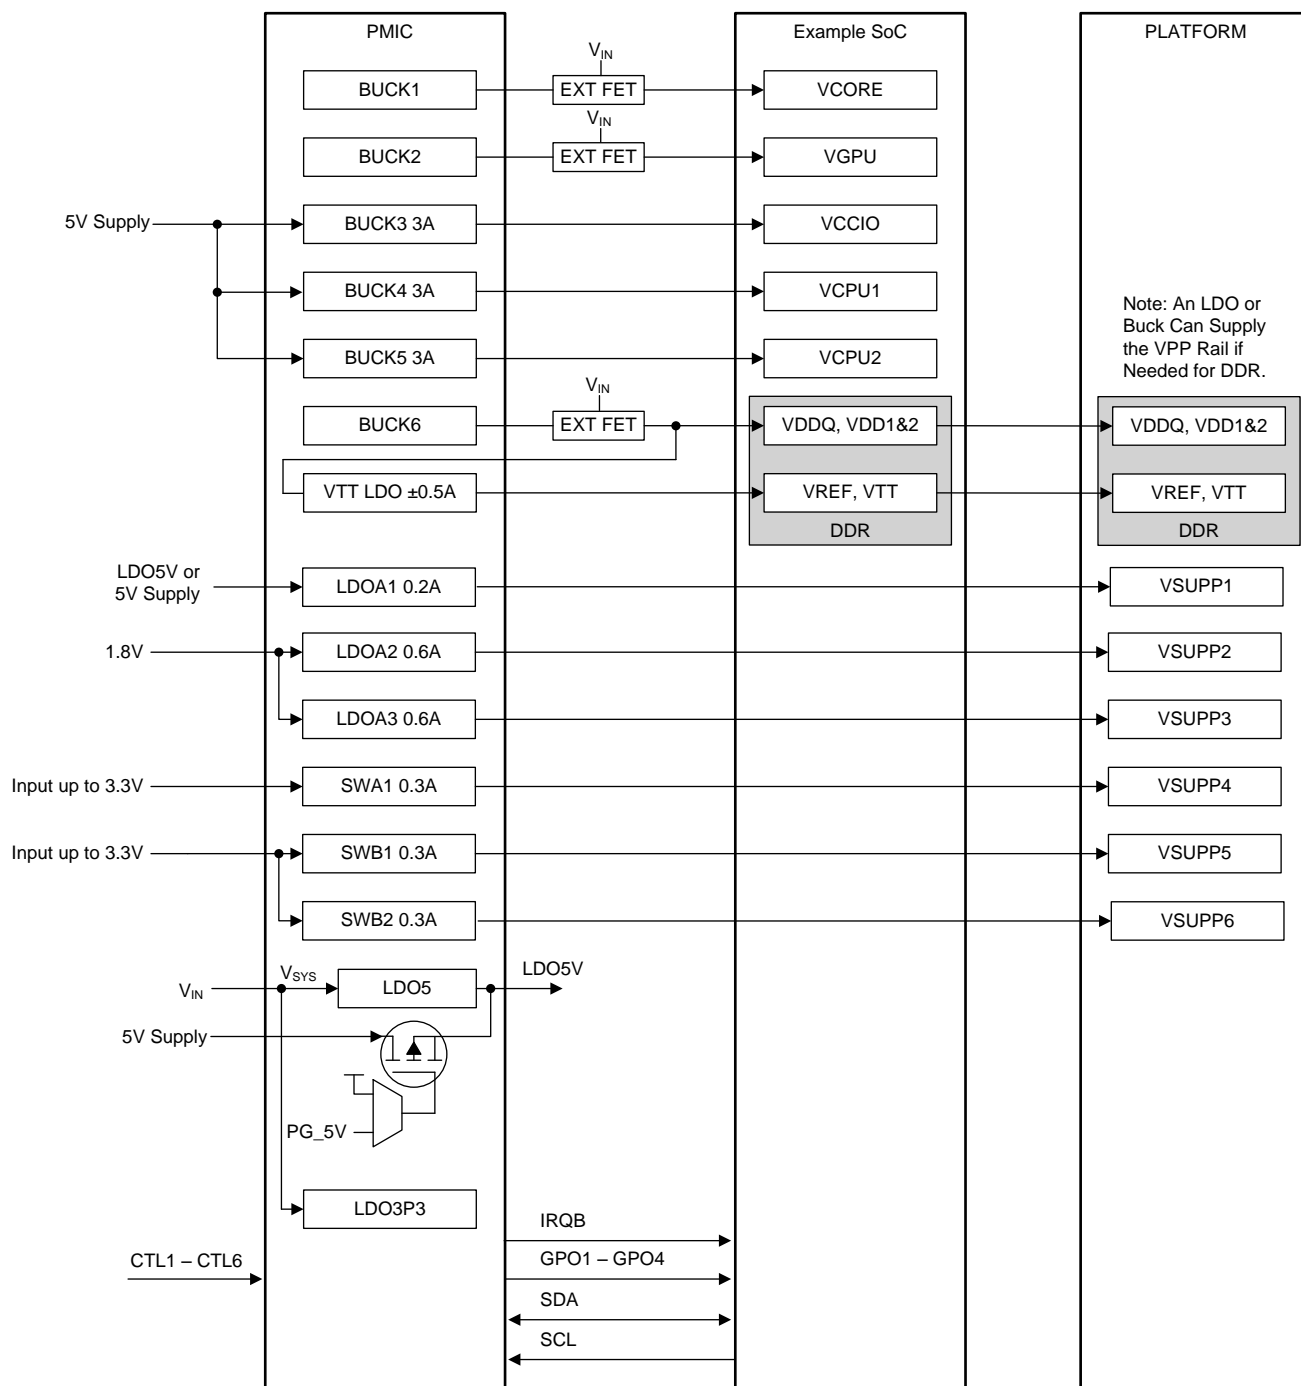 PMIC
Example SoC
PLATFORM
V_IN
BUCK1
EXT FET
VCORE
V_IN
BUCK2
EXT FET
VGPU
5V Supply
BUCK3 3A
VCCIO
BUCK4 3A
VCPU1
Note: An LDO or
Buck Can Supply
the VPP Rail if
Needed for DDR.
BUCK5 3A
VCPU2
V_IN
BUCK6
EXT FET
VDDQ, VDD1&2
VDDQ, VDD1&2
VTT LDO ±0.5A
VREF, VTT
VREF, VTT
DDR
DDR
LDO5V or
5V Supply
LDOA1 0.2A
VSUPP1
1.8V
LDOA2 0.6A
VSUPP2
LDOA3 0.6A
VSUPP3
Input up to 3.3V
SWA1 0.3A
VSUPP4
Input up to 3.3V
SWB1 0.3A
VSUPP5
SWB2 0.3A
VSUPP6
V_IN
V_SYS
LDO5
LDO5V
5V Supply
PG_5V
LDO3P3
IRQB
CTL1 – CTL6
GPO1 – GPO4
SDA
SCL